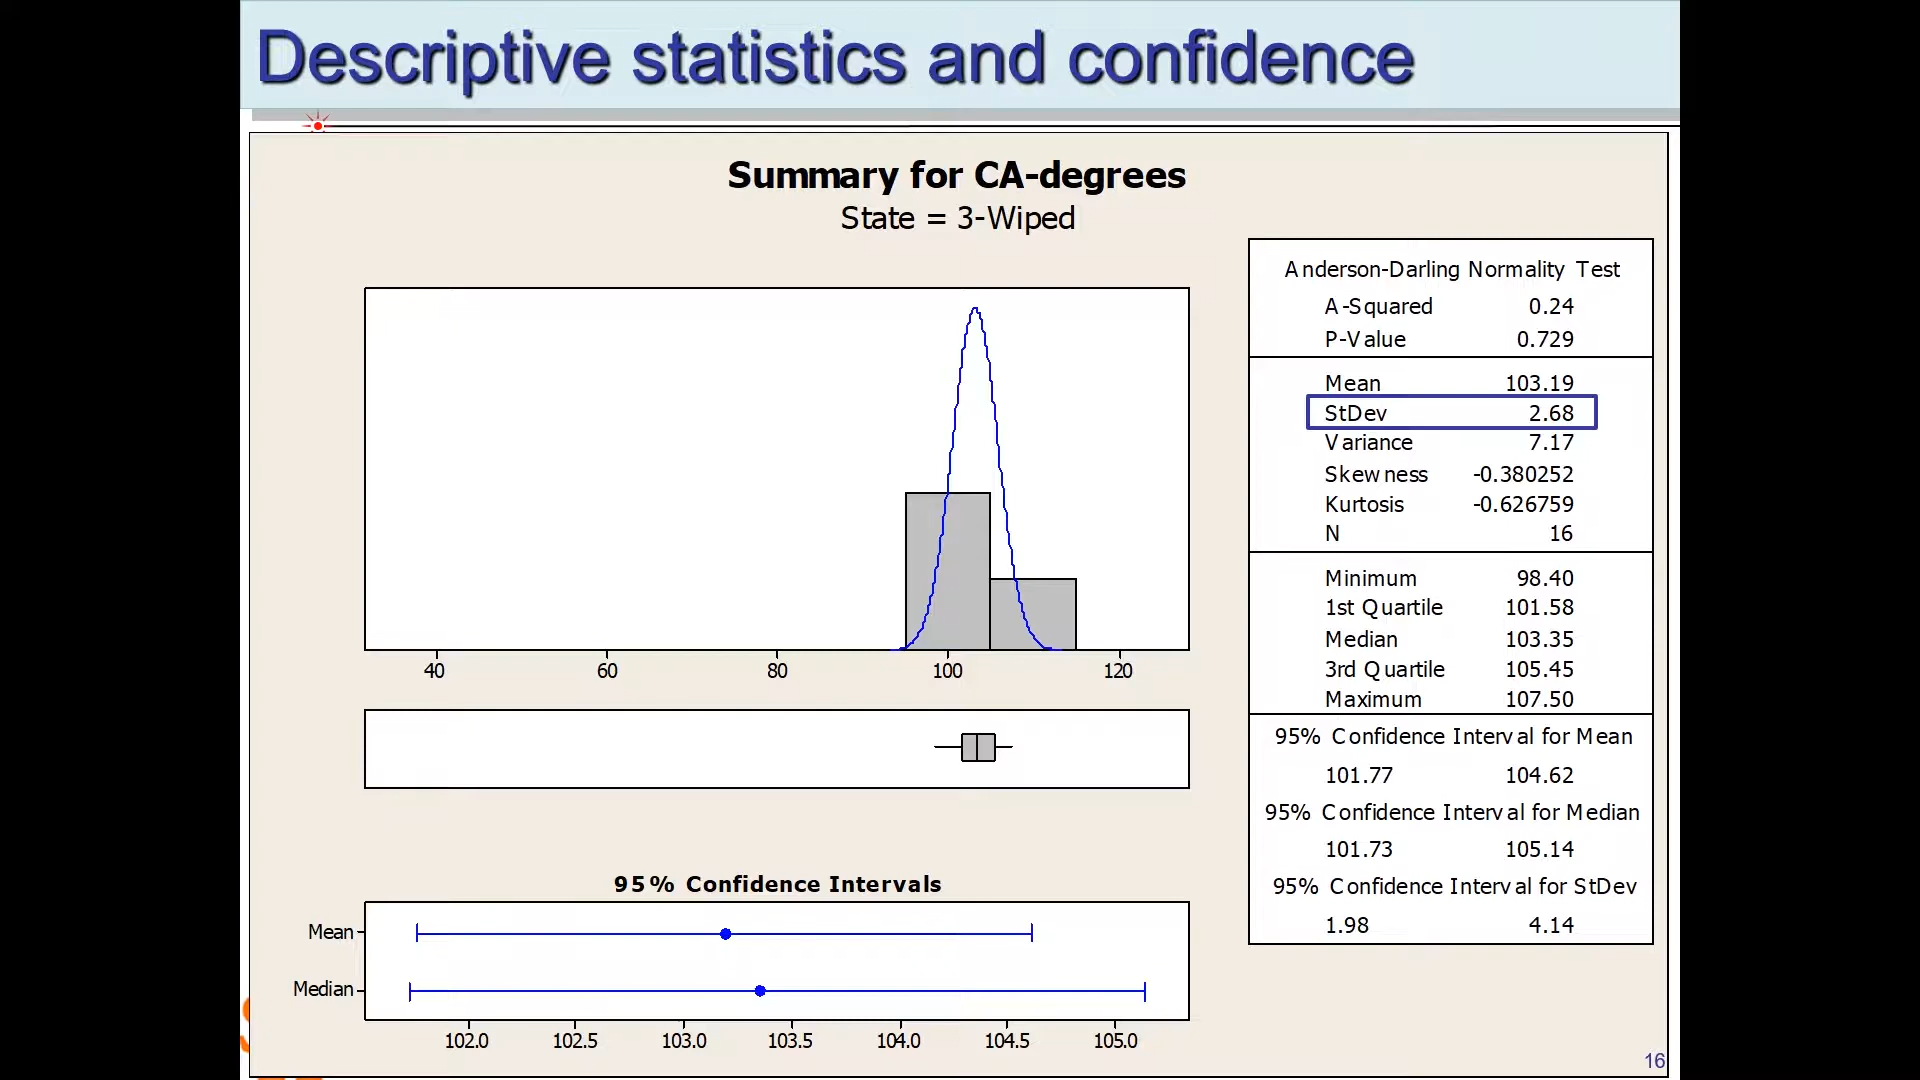 Descriptive statistics and confidence
Summary for CA-degrees
State = 3-Wiped
40 60 80 100 120
95% Confidence Intervals
Mean
Median
102.0 102.5 103.0 103.5 104.0 104.5 105.0
Anderson-Darling Normality Test
A-Squared 0.24
P-Value 0.729
Mean 103.19
StDev 2.68
Variance 7.17
Skewness -0.380252
Kurtosis -0.626759
N 16
Minimum 98.40
1st Quartile 101.58
Median 103.35
3rd Quartile 105.45
Maximum 107.50
95% Confidence Interval for Mean
101.77 104.62
95% Confidence Interval for Median
101.73 105.14
95% Confidence Interval for StDev
1.98 4.14
16